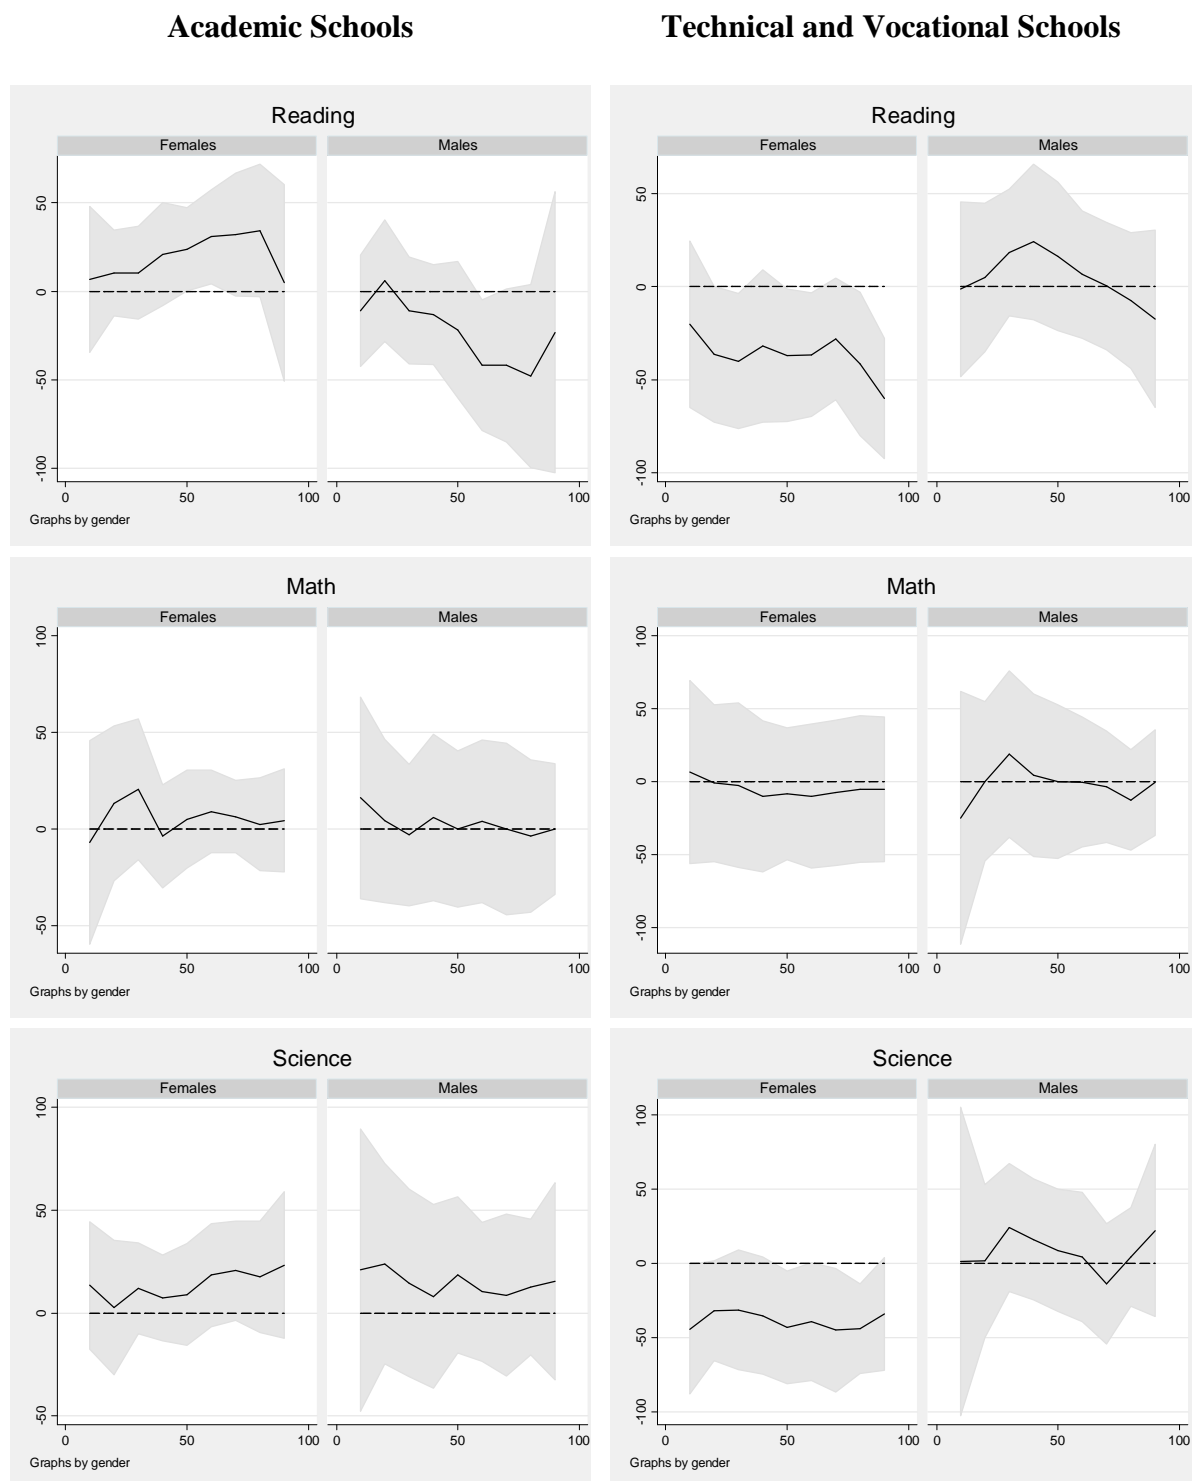 Academic Schools
Technical and Vocational Schools
Reading
Females Males
50
0
-50
-100
0 50 100 0 50 100
Graphs by gender
Reading
Females Males
50
0
-50
-100
0 50 100 0 50 100
Graphs by gender
Math
Females Males
100
50
0
-50
0 50 100 0 50 100
Graphs by gender
Math
Females Males
100
50
0
-50
-100
0 50 100 0 50 100
Graphs by gender
Science
Females Males
100
50
0
-50
0 50 100 0 50 100
Graphs by gender
Science
Females Males
100
50
0
-50
-100
0 50 100 0 50 100
Graphs by gender